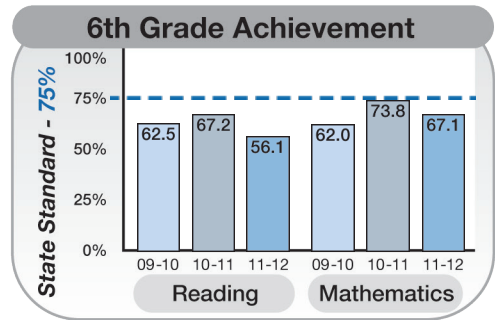 6th Grade Achievement
State Standard - 75%
100%
75%
50%
25%
0%
62.5
67.2
56.1
62.0
73.8
67.1
09-10 10-11 11-12 09-10 10-11 11-12
Reading Mathematics